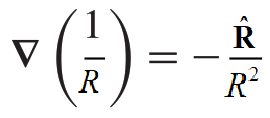 ∇(1/R) = −R̂/R²